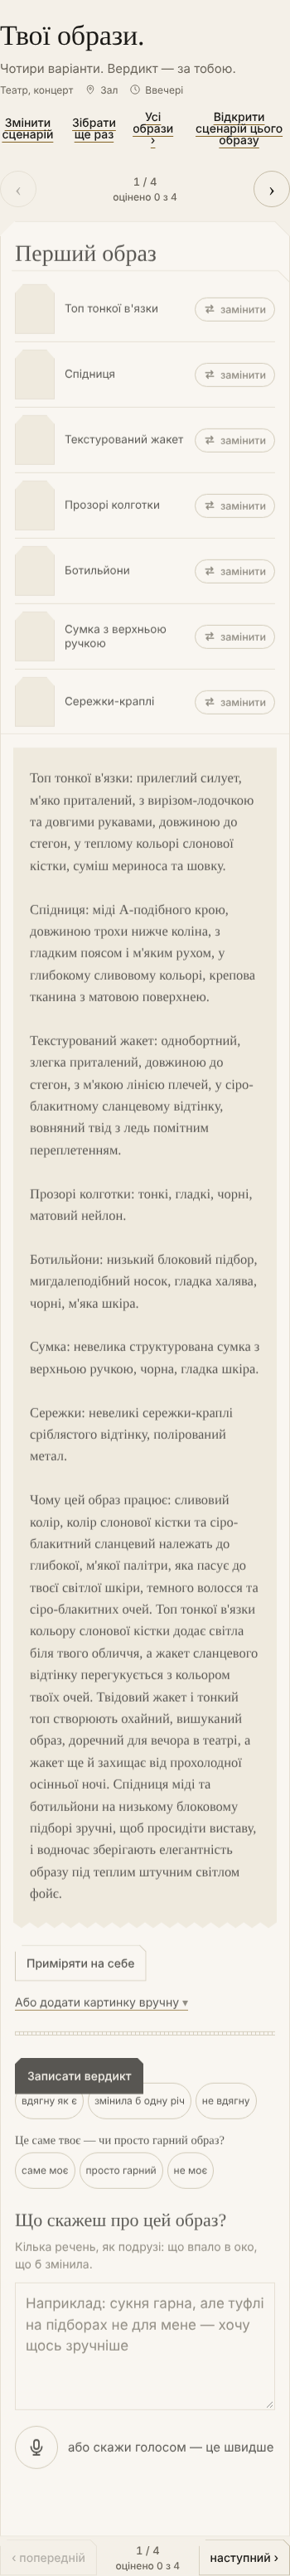 Твої образи.
Чотири варіанти. Вердикт — за тобою.
Театр, концерт Зал Ввечері
Змінити сценарій
Зібрати ще раз
Усі образи ›
Відкрити сценарій цього образу
‹
1 / 4
оцінено 0 з 4
›
Перший образ
Топ тонкої в'язки
замінити
Спідниця
замінити
Текстурований жакет
замінити
Прозорі колготки
замінити
Ботильйони
замінити
Сумка з верхньою ручкою
замінити
Сережки-краплі
замінити
Топ тонкої в'язки: прилеглий силует,
м'яко приталений, з вирізом-лодочкою
та довгими рукавами, довжиною до
стегон, у теплому кольорі слонової
кістки, суміш мериноса та шовку.
Спідниця: міді А-подібного крою,
довжиною трохи нижче коліна, з
гладким поясом і м'яким рухом, у
глибокому сливовому кольорі, крепова
тканина з матовою поверхнею.
Текстурований жакет: однобортний,
злегка приталений, довжиною до
стегон, з м'якою лінією плечей, у сіро-
блакитному сланцевому відтінку,
вовняний твід з ледь помітним
переплетенням.
Прозорі колготки: тонкі, гладкі, чорні,
матовий нейлон.
Ботильйони: низький блоковий підбор,
мигдалеподібний носок, гладка халява,
чорні, м'яка шкіра.
Сумка: невелика структурована сумка з
верхньою ручкою, чорна, гладка шкіра.
Сережки: невеликі сережки-краплі
сріблястого відтінку, полірований
метал.
Чому цей образ працює: сливовий
колір, колір слонової кістки та сіро-
блакитний сланцевий належать до
глибокої, м'якої палітри, яка пасує до
твоєї світлої шкіри, темного волосся та
сіро-блакитних очей. Топ тонкої в'язки
кольору слонової кістки додає світла
біля твого обличчя, а жакет сланцевого
відтінку перегукується з кольором
твоїх очей. Твідовий жакет і тонкий
топ створюють охайний, вишуканий
образ, доречний для вечора в театрі, а
жакет ще й захищає від прохолодної
осінньої ночі. Спідниця міді та
ботильйони на низькому блоковому
підборі зручні, щоб просидіти виставу,
і водночас зберігають елегантність
образу під теплим штучним світлом
фойє.
Приміряти на себе
Або додати картинку вручну ▾
Записати вердикт
вдягну як є
змінила б одну річ
не вдягну
Це саме твоє — чи просто гарний образ?
саме моє
просто гарний
не моє
Що скажеш про цей образ?
Кілька речень, як подрузі: що впало в око,
що б змінила.
Наприклад: сукня гарна, але туфлі
на підборах не для мене — хочу
щось зручніше
або скажи голосом — це швидше
‹ попередній
1 / 4
оцінено 0 з 4
наступний ›